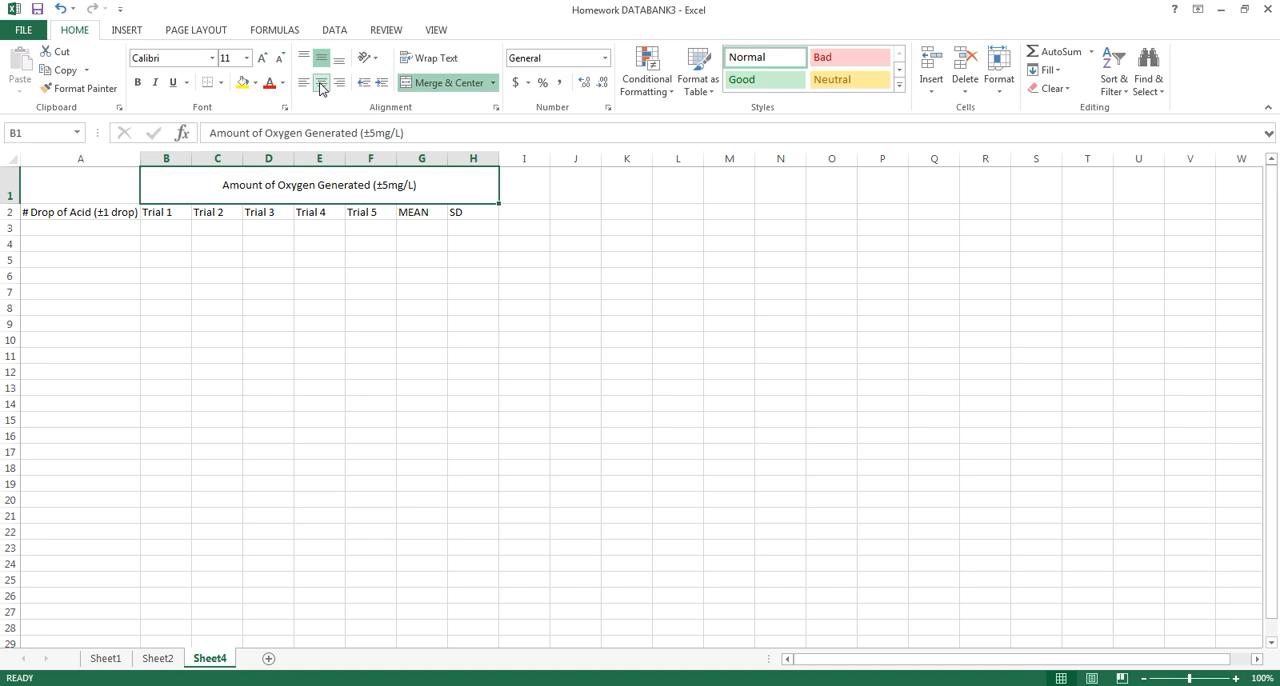 Homework DATABANK3 - Excel
?
FILE HOME INSERT PAGE LAYOUT FORMULAS DATA REVIEW VIEW
Paste
Cut
Copy
Format Painter
Clipboard
Calibri 11
B I U
Font
Wrap Text
Merge & Center
Alignment
General
$ % ,
Number
Conditional Formatting
Format as Table
Normal Bad
Good Neutral
Styles
Insert Delete Format
Cells
AutoSum
Fill
Clear
Sort & Filter
Find & Select
Editing
B1 fx Amount of Oxygen Generated (±5mg/L)
A B C D E F G H I J K L M N O P Q R S T U V W
1 Amount of Oxygen Generated (±5mg/L)
2 # Drop of Acid (±1 drop) Trial 1 Trial 2 Trial 3 Trial 4 Trial 5 MEAN SD
3
4
5
6
7
8
9
10
11
12
13
14
15
16
17
18
19
20
21
22
23
24
25
26
27
28
29
Sheet1 Sheet2 Sheet4
READY 100%